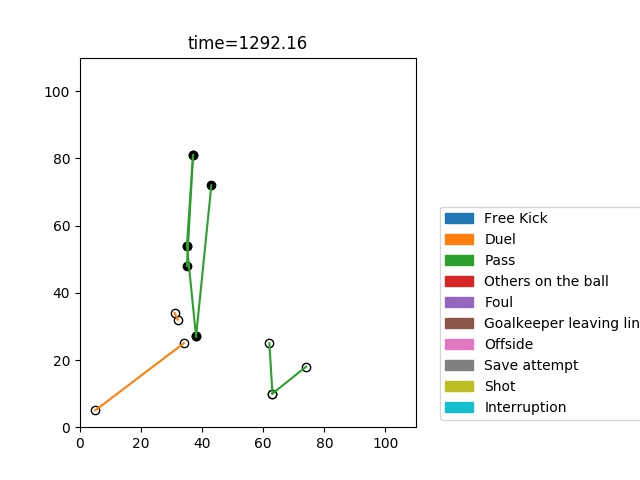 time=1292.16
100
80
60
40
20
0
0 20 40 60 80 100
Free Kick
Duel
Pass
Others on the ball
Foul
Goalkeeper leaving lin
Offside
Save attempt
Shot
Interruption